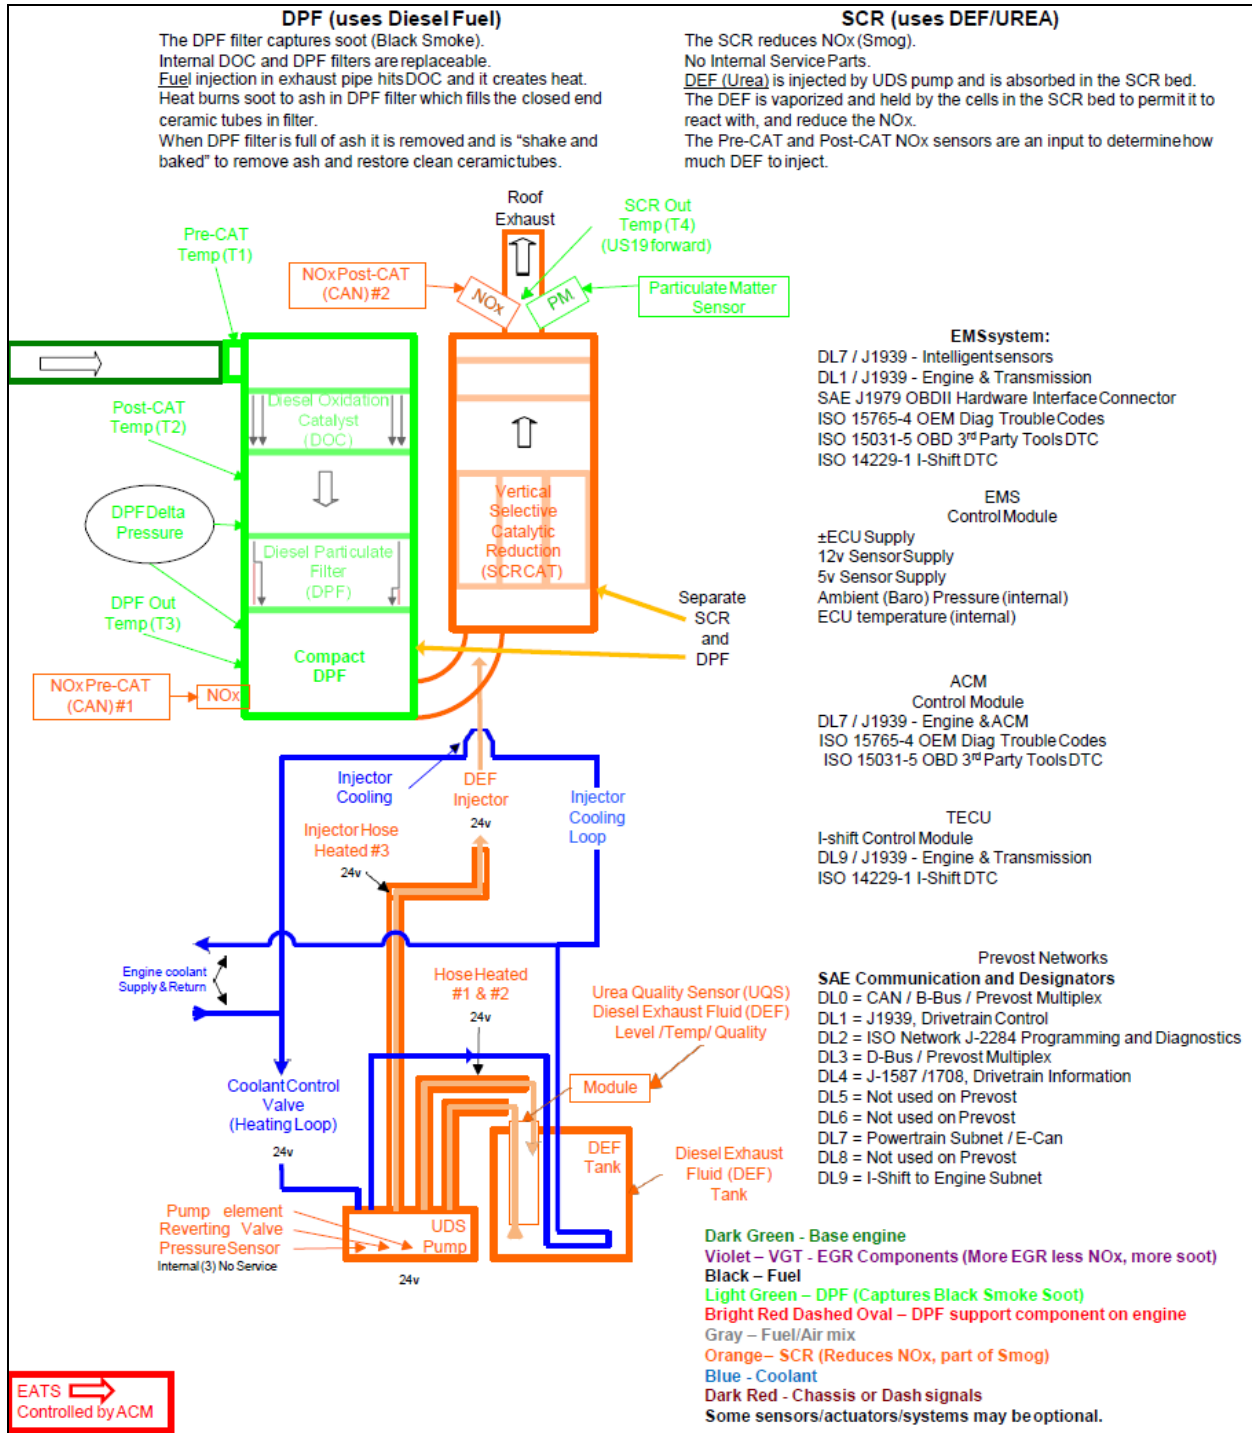 DPF (uses Diesel Fuel)
The DPF filter captures soot (Black Smoke).
Internal DOC and DPF filters are replaceable.
Fuel injection in exhaust pipe hits DOC and it creates heat.
Heat burns soot to ash in DPF filter which fills the closed end
ceramic tubes in filter.
When DPF filter is full of ash it is removed and is “shake and
baked” to remove ash and restore clean ceramic tubes.
SCR (uses DEF/UREA)
The SCR reduces NOx (Smog).
No Internal Service Parts.
DEF (Urea) is injected by UDS pump and is absorbed in the SCR bed.
The DEF is vaporized and held by the cells in the SCR bed to permit it to
react with, and reduce the NOx.
The Pre-CAT and Post-CAT NOx sensors are an input to determine how
much DEF to inject.
Roof
Exhaust
SCR Out
Temp (T4)
(US19 forward)
Pre-CAT
Temp (T1)
NOx Post-CAT
(CAN) #2
NOx
PM
Particulate Matter
Sensor
Diesel Oxidation
Catalyst
(DOC)
Post-CAT
Temp (T2)
DPF Delta
Pressure
Diesel Particulate
Filter
(DPF)
DPF Out
Temp (T3)
Compact
DPF
NOx Pre-CAT
(CAN) #1
NOx
Vertical
Selective
Catalytic
Reduction
(SCR CAT)
Separate
SCR
and
DPF
Injector
Cooling
DEF
Injector
24v
Injector
Cooling
Loop
Injector Hose
Heated #3
24v
Engine coolant
Supply & Return
Hose Heated
#1 & #2
24v
Urea Quality Sensor (UQS)
Diesel Exhaust Fluid (DEF)
Level /Temp/ Quality
Coolant Control
Valve
(Heating Loop)
24v
Module
DEF
Tank
Diesel Exhaust
Fluid (DEF)
Tank
Pump element
Reverting Valve
Pressure Sensor
Internal (3) No Service
UDS
Pump
24v
EATS
Controlled by ACM
EMS system:
DL7 / J1939 - Intelligent sensors
DL1 / J1939 - Engine & Transmission
SAE J1979 OBDII Hardware Interface Connector
ISO 15765-4 OEM Diag Trouble Codes
ISO 15031-5 OBD 3rd Party Tools DTC
ISO 14229-1 I-Shift DTC
EMS
Control Module
±ECU Supply
12v Sensor Supply
5v Sensor Supply
Ambient (Baro) Pressure (internal)
ECU temperature (internal)
ACM
Control Module
DL7 / J1939 - Engine & ACM
ISO 15765-4 OEM Diag Trouble Codes
ISO 15031-5 OBD 3rd Party Tools DTC
TECU
I-shift Control Module
DL9 / J1939 - Engine & Transmission
ISO 14229-1 I-Shift DTC
Prevost Networks
SAE Communication and Designators
DL0 = CAN / B-Bus / Prevost Multiplex
DL1 = J1939, Drivetrain Control
DL2 = ISO Network J-2284 Programming and Diagnostics
DL3 = D-Bus / Prevost Multiplex
DL4 = J-1587 /1708, Drivetrain Information
DL5 = Not used on Prevost
DL6 = Not used on Prevost
DL7 = Powertrain Subnet / E-Can
DL8 = Not used on Prevost
DL9 = I-Shift to Engine Subnet
Dark Green - Base engine
Violet – VGT - EGR Components (More EGR less NOx, more soot)
Black – Fuel
Light Green – DPF (Captures Black Smoke Soot)
Bright Red Dashed Oval – DPF support component on engine
Gray – Fuel/Air mix
Orange– SCR (Reduces NOx, part of Smog)
Blue - Coolant
Dark Red - Chassis or Dash signals
Some sensors/actuators/systems may be optional.